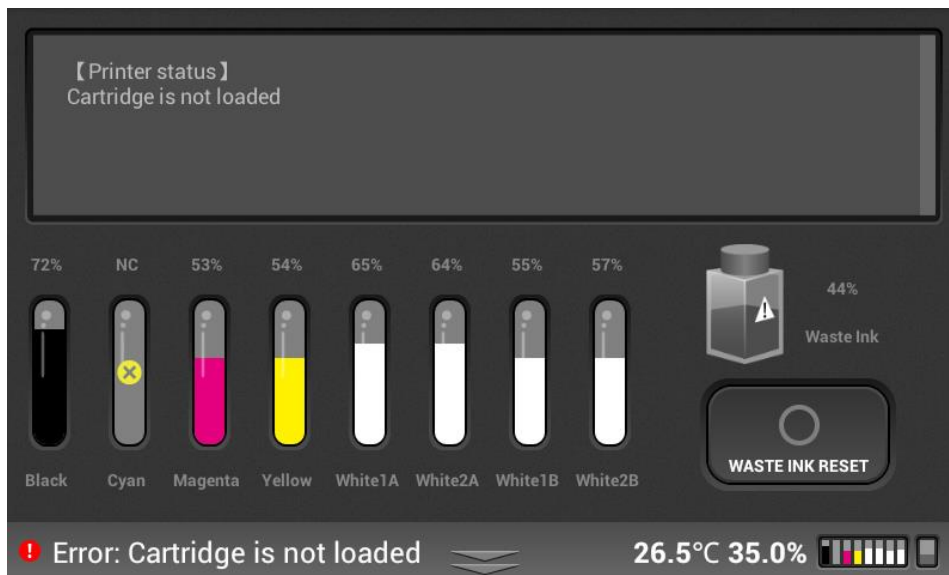 【Printer status】
Cartridge is not loaded
72% NC 53% 54% 65% 64% 55% 57%
44%
Waste Ink
Black Cyan Magenta Yellow White1A White2A White1B White2B
WASTE INK RESET
Error: Cartridge is not loaded 26.5℃ 35.0%